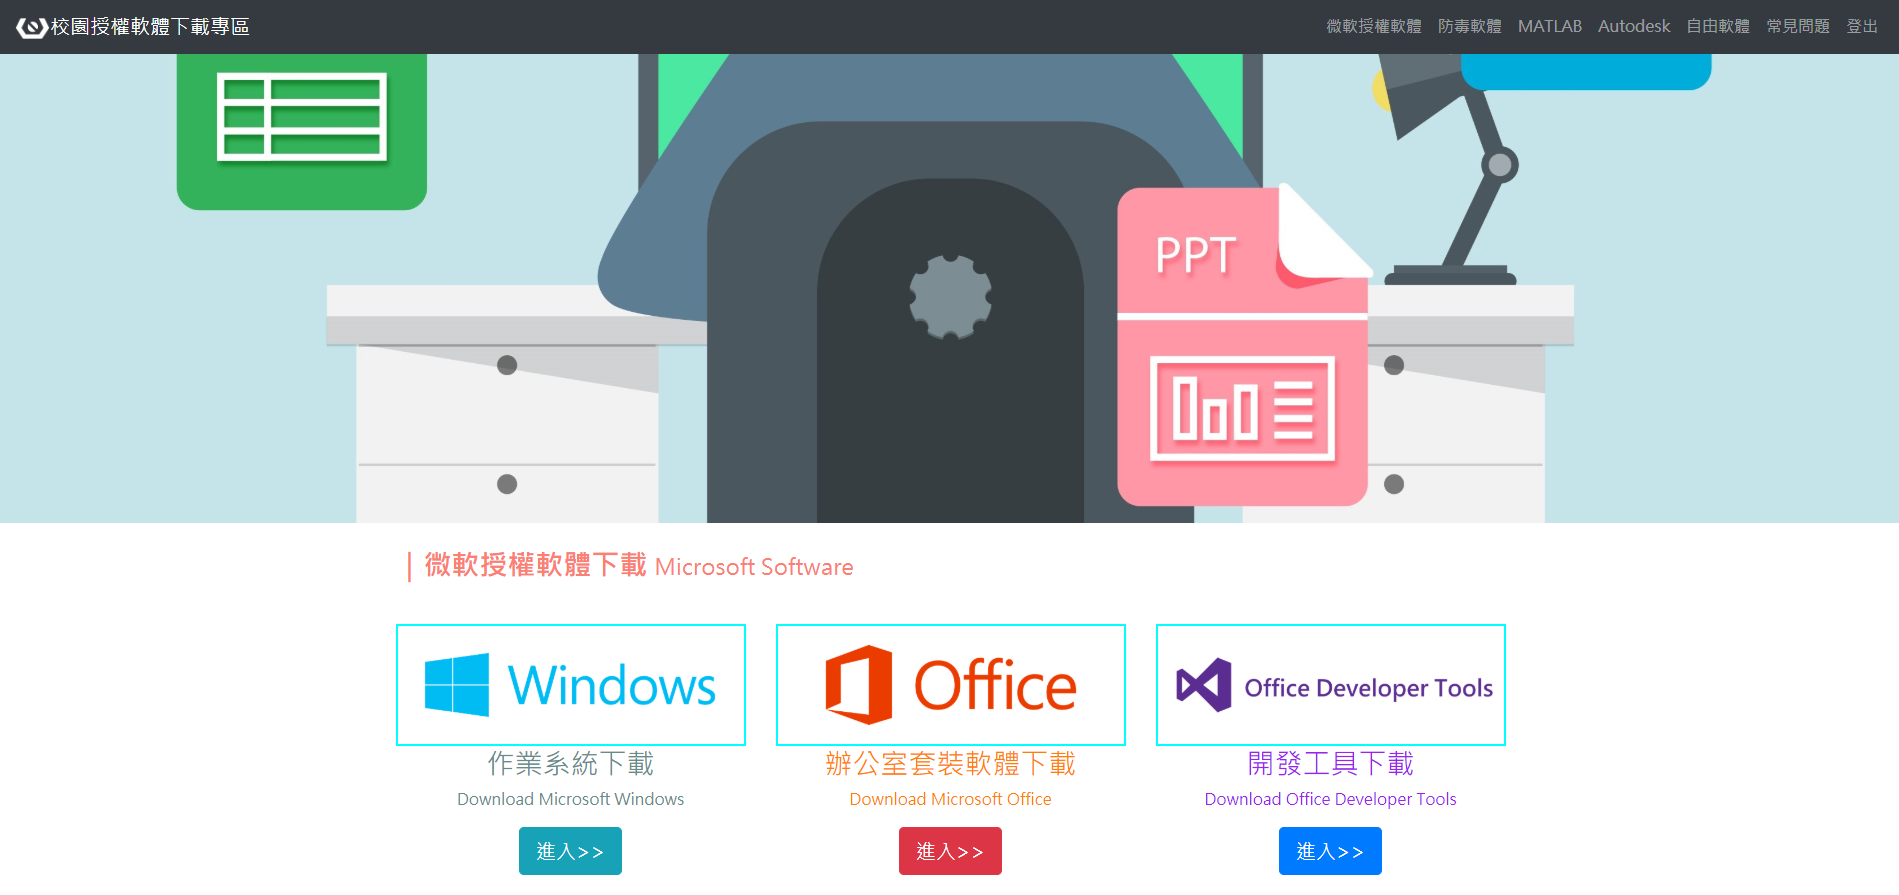 校園授權軟體下載專區
微軟授權軟體 防毒軟體 MATLAB Autodesk 自由軟體 常見問題 登出
PPT
| 微軟授權軟體下載 Microsoft Software
Windows
Office
Office Developer Tools
作業系統下載
辦公室套裝軟體下載
開發工具下載
Download Microsoft Windows
Download Microsoft Office
Download Office Developer Tools
進入>>
進入>>
進入>>